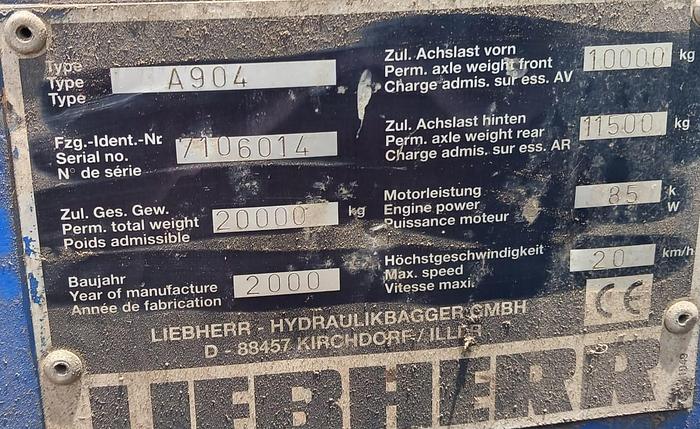 Type
Type A904
Type
Fzg.-Ident.-Nr.
Serial no. 7106014
N° de série
Zul. Ges. Gew.
Perm. total weight 20000 kg
Poids admissible
Baujahr
Year of manufacture 2000
Année de fabrication
Zul. Achslast vorn
Perm. axle weight front 10000 kg
Charge admis. sur ess. AV
Zul. Achslast hinten
Perm. axle weight rear 11500 kg
Charge admis. sur ess. AR
Motorleistung
Engine power 85 kW
Puissance moteur
Höchstgeschwindigkeit
Max. speed 20 km/h
Vitesse maxi.
CE
LIEBHERR - HYDRAULIKBAGGER GMBH
D - 88457 KIRCHDORF / ILLER
LIEBHERR